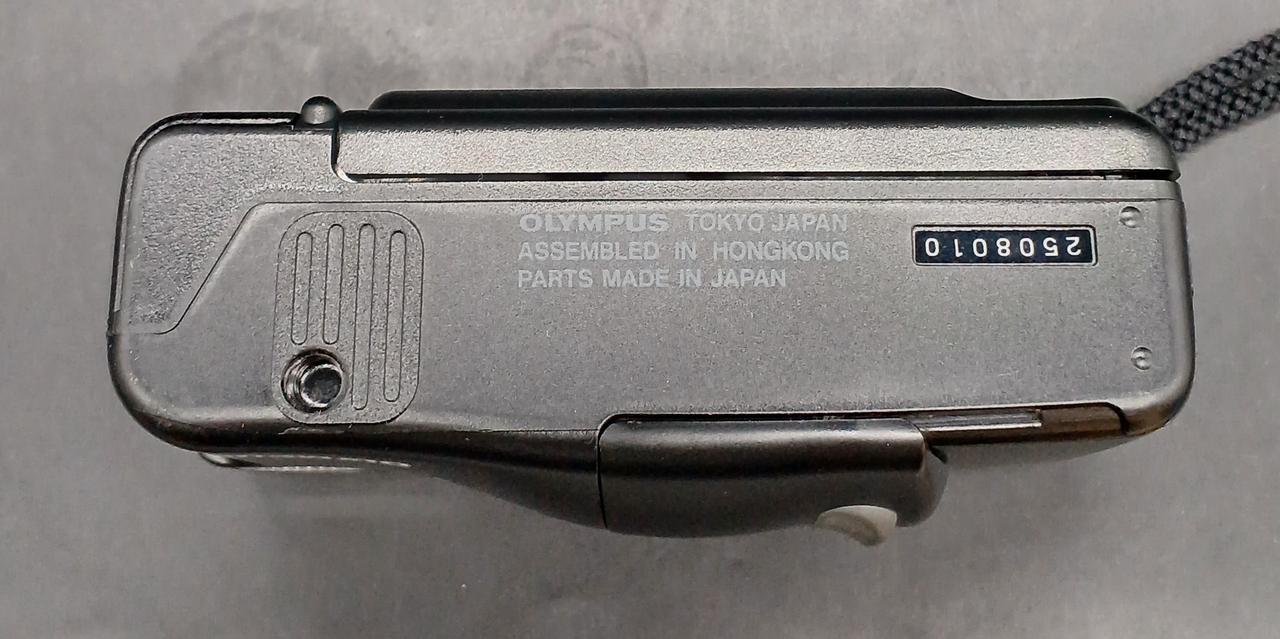 OLYMPUS TOKYO JAPAN
ASSEMBLED IN HONGKONG
PARTS MADE IN JAPAN
2508010